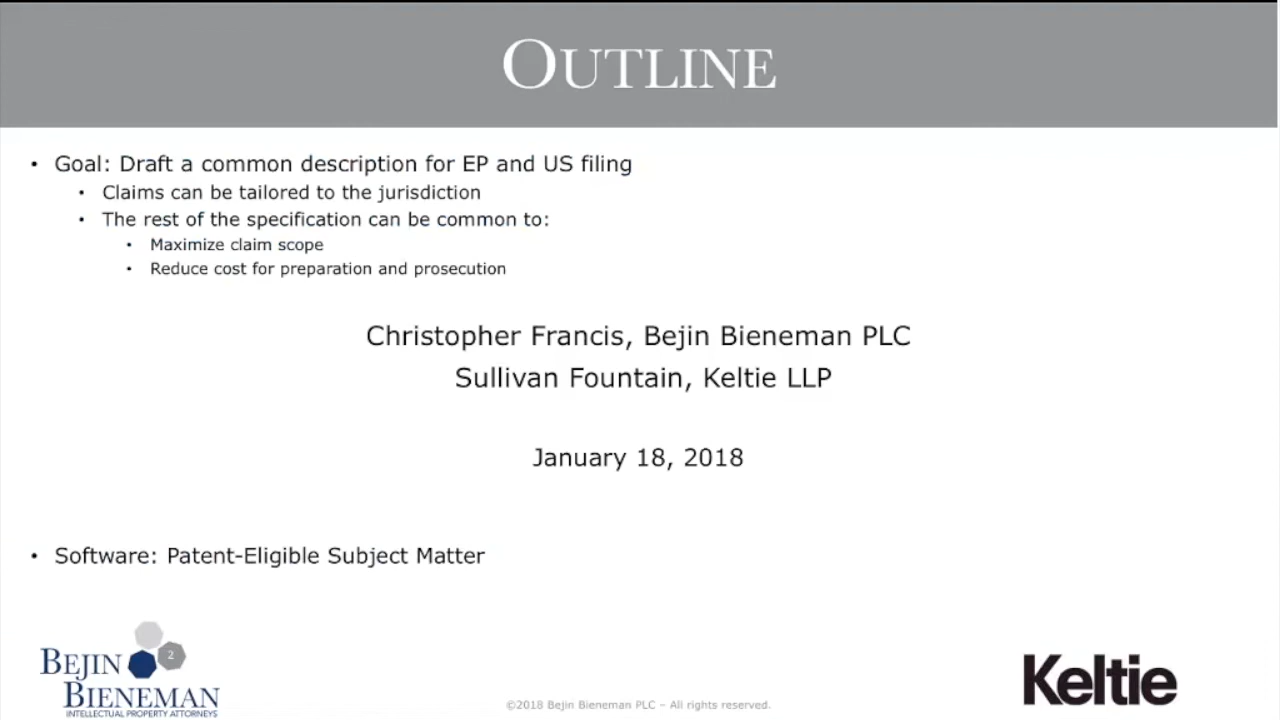 OUTLINE
• Goal: Draft a common description for EP and US filing
• Claims can be tailored to the jurisdiction
• The rest of the specification can be common to:
• Maximize claim scope
• Reduce cost for preparation and prosecution
Christopher Francis, Bejin Bieneman PLC
Sullivan Fountain, Keltie LLP
January 18, 2018
• Software: Patent-Eligible Subject Matter
2
BEJIN
BIENEMAN
INTELLECTUAL PROPERTY ATTORNEYS
©2018 Bejin Bieneman PLC – All rights reserved.
Keltie